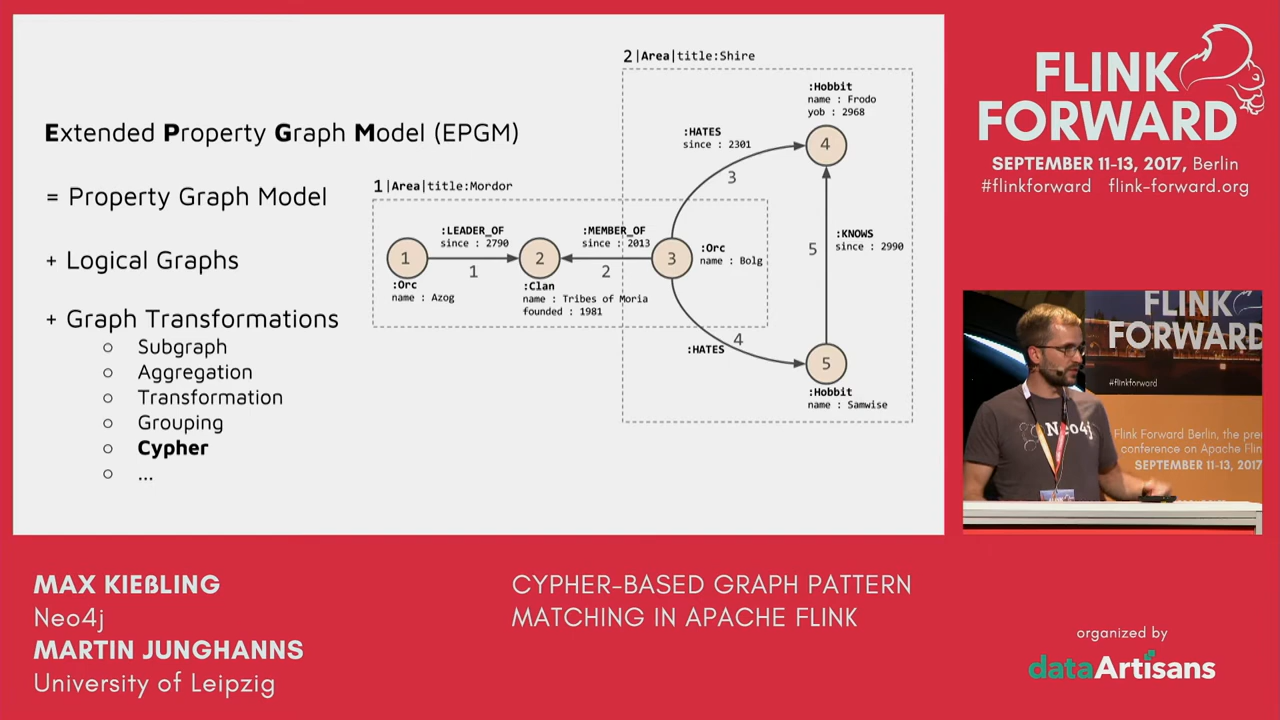 Extended Property Graph Model (EPGM)
= Property Graph Model
+ Logical Graphs
+ Graph Transformations
○ Subgraph
○ Aggregation
○ Transformation
○ Grouping
○ Cypher
○ ...
2|Area|title:Shire
:Hobbit
name : Frodo
yob : 2968
4
:HATES
since : 2301
3
1|Area|title:Mordor
:LEADER_OF
since : 2790
1
1
:Orc
name : Azog
2
:Clan
name : Tribes of Moria
founded : 1981
:MEMBER_OF
since : 2013
2
3
:Orc
name : Bolg
5
:KNOWS
since : 2990
:HATES
4
5
:Hobbit
name : Samwise
FLINK
FORWARD
SEPTEMBER 11-13, 2017, Berlin
#flinkforward flink-forward.org
FLINK
FORWARD
#flinkforward
Neo4j
Flink Forward Berlin, the
conference on Apache
SEPTEMBER 11-13, 2017
MAX KIEßLING
Neo4j
MARTIN JUNGHANNS
University of Leipzig
CYPHER-BASED GRAPH PATTERN
MATCHING IN APACHE FLINK
organized by
dataArtisans